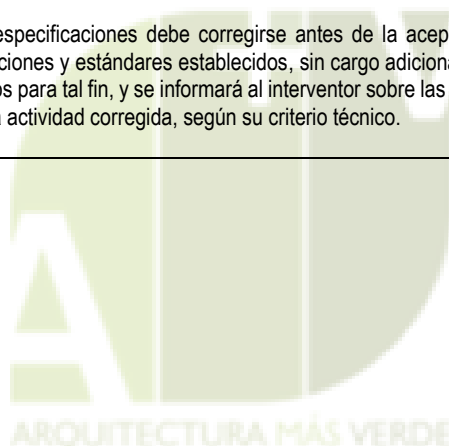 especificaciones debe corregirse antes de la acep
ciones y estándares establecidos, sin cargo adiciona
os para tal fin, y se informará al interventor sobre las
a actividad corregida, según su criterio técnico.
ARQUITECTURA MÁS VERDE